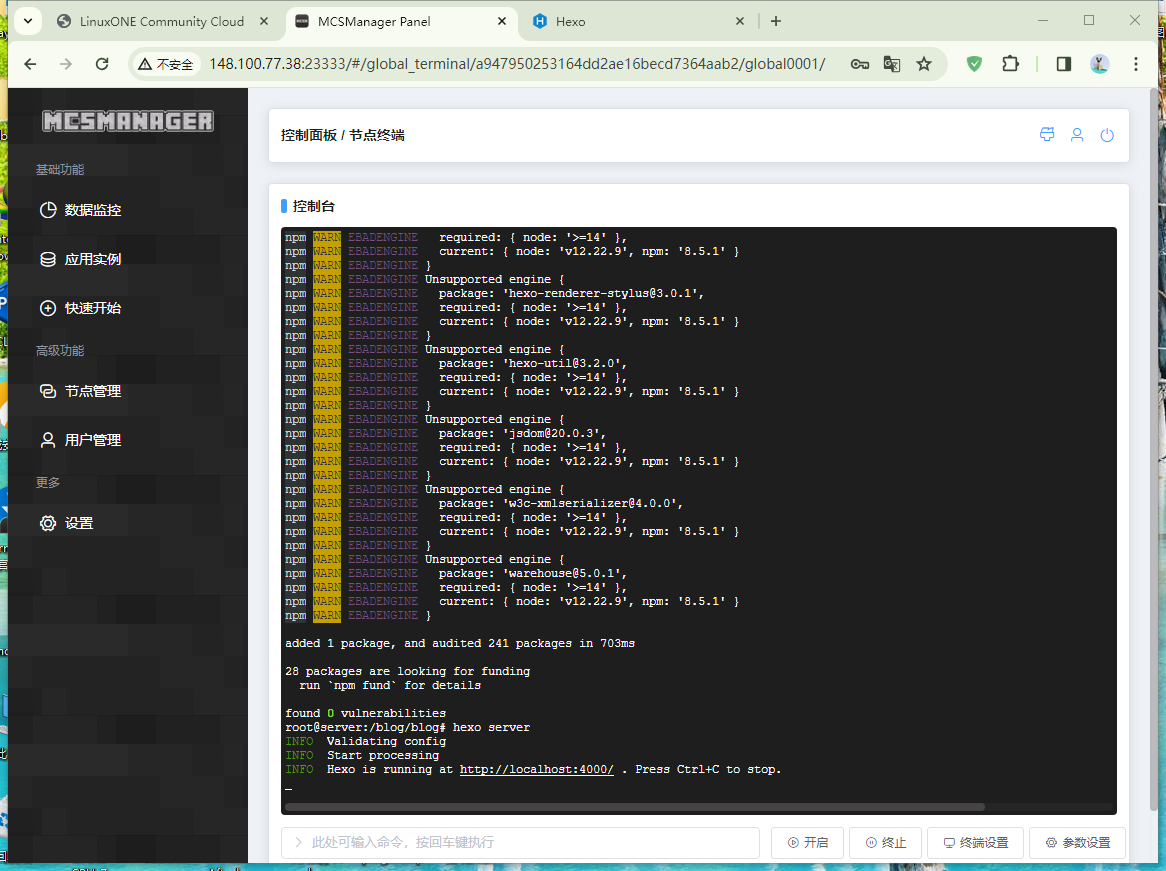 LinuxONE Community Cloud
MCSManager Panel
Hexo
不安全
148.100.77.38:23333/#/global_terminal/a947950253164dd2ae16becd7364aab2/global0001/
MCSMANAGER
基础功能
数据监控
应用实例
快速开始
高级功能
节点管理
用户管理
更多
设置
控制面板 / 节点终端
控制台
npm WARN EBADENGINE   required: { node: '>=14' },
npm WARN EBADENGINE   current: { node: 'v12.22.9', npm: '8.5.1' }
npm WARN EBADENGINE }
npm WARN EBADENGINE Unsupported engine {
npm WARN EBADENGINE   package: 'hexo-renderer-stylus@3.0.1',
npm WARN EBADENGINE   required: { node: '>=14' },
npm WARN EBADENGINE   current: { node: 'v12.22.9', npm: '8.5.1' }
npm WARN EBADENGINE }
npm WARN EBADENGINE Unsupported engine {
npm WARN EBADENGINE   package: 'hexo-util@3.2.0',
npm WARN EBADENGINE   required: { node: '>=14' },
npm WARN EBADENGINE   current: { node: 'v12.22.9', npm: '8.5.1' }
npm WARN EBADENGINE }
npm WARN EBADENGINE Unsupported engine {
npm WARN EBADENGINE   package: 'jsdom@20.0.3',
npm WARN EBADENGINE   required: { node: '>=14' },
npm WARN EBADENGINE   current: { node: 'v12.22.9', npm: '8.5.1' }
npm WARN EBADENGINE }
npm WARN EBADENGINE Unsupported engine {
npm WARN EBADENGINE   package: 'w3c-xmlserializer@4.0.0',
npm WARN EBADENGINE   required: { node: '>=14' },
npm WARN EBADENGINE   current: { node: 'v12.22.9', npm: '8.5.1' }
npm WARN EBADENGINE }
npm WARN EBADENGINE Unsupported engine {
npm WARN EBADENGINE   package: 'warehouse@5.0.1',
npm WARN EBADENGINE   required: { node: '>=14' },
npm WARN EBADENGINE   current: { node: 'v12.22.9', npm: '8.5.1' }
npm WARN EBADENGINE }
added 1 package, and audited 241 packages in 703ms
28 packages are looking for funding
  run `npm fund` for details
found 0 vulnerabilities
root@server:/blog/blog# hexo server
INFO  Validating config
INFO  Start processing
INFO  Hexo is running at http://localhost:4000/ . Press Ctrl+C to stop.
此处可输入命令，按回车键执行
开启
终止
终端设置
参数设置